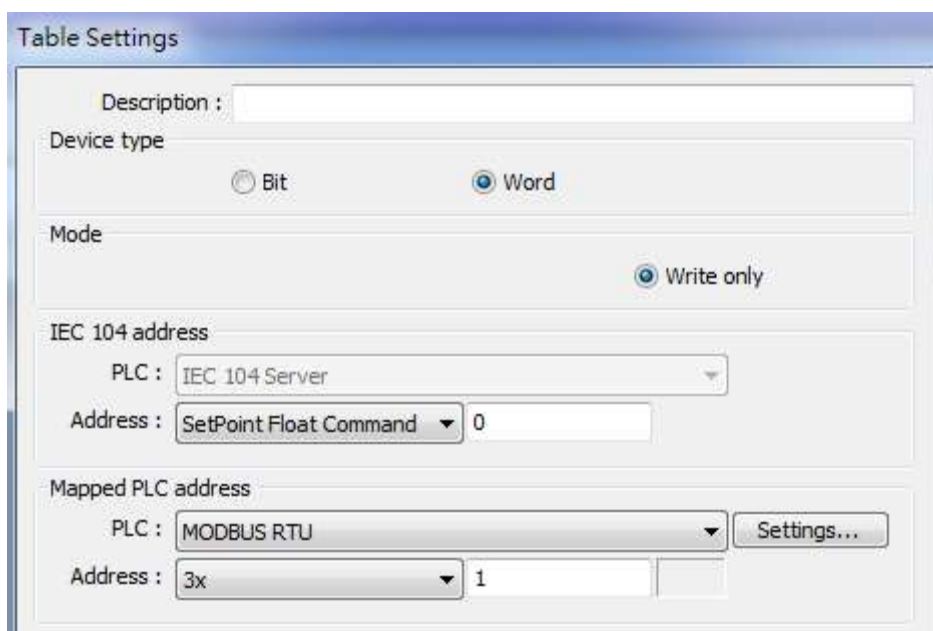 Table Settings
Description :
Device type
Bit Word
Mode
Write only
IEC 104 address
PLC : IEC 104 Server
Address : SetPoint Float Command 0
Mapped PLC address
PLC : MODBUS RTU Settings...
Address : 3x 1